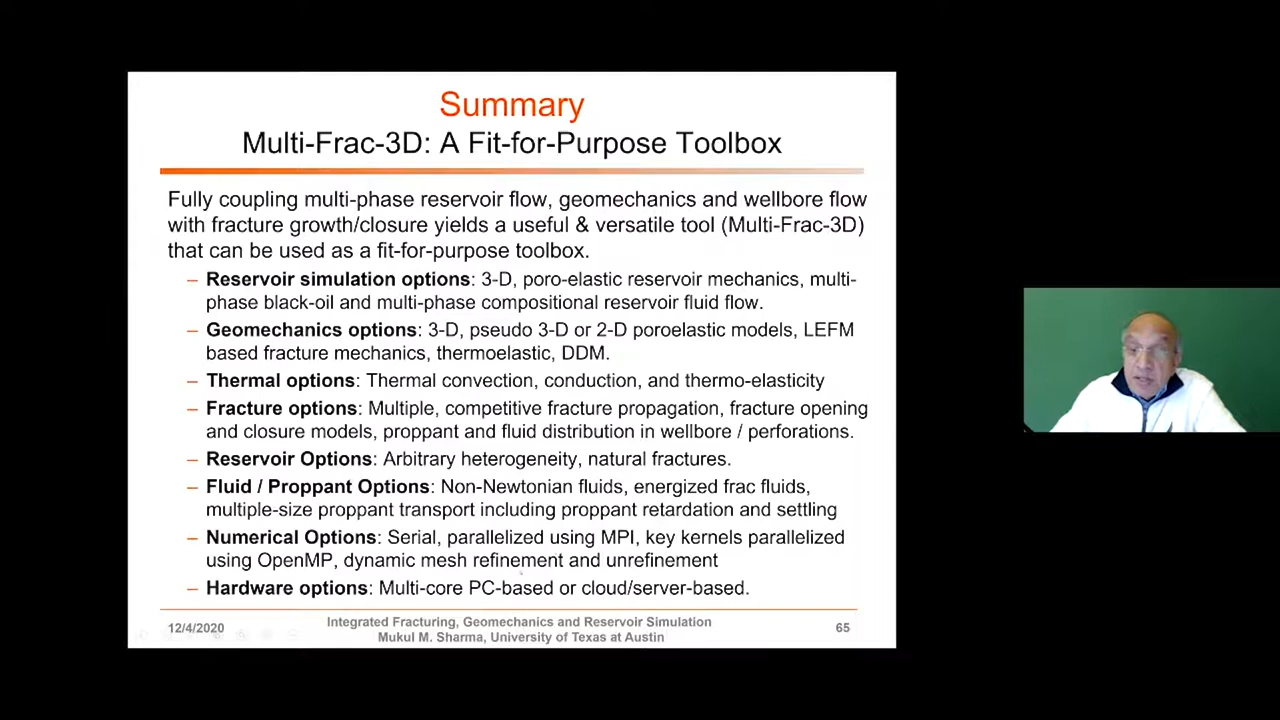 Summary
Multi-Frac-3D: A Fit-for-Purpose Toolbox
Fully coupling multi-phase reservoir flow, geomechanics and wellbore flow
with fracture growth/closure yields a useful & versatile tool (Multi-Frac-3D)
that can be used as a fit-for-purpose toolbox.
– Reservoir simulation options: 3-D, poro-elastic reservoir mechanics, multi-
phase black-oil and multi-phase compositional reservoir fluid flow.
– Geomechanics options: 3-D, pseudo 3-D or 2-D poroelastic models, LEFM
based fracture mechanics, thermoelastic, DDM.
– Thermal options: Thermal convection, conduction, and thermo-elasticity
– Fracture options: Multiple, competitive fracture propagation, fracture opening
and closure models, proppant and fluid distribution in wellbore / perforations.
– Reservoir Options: Arbitrary heterogeneity, natural fractures.
– Fluid / Proppant Options: Non-Newtonian fluids, energized frac fluids,
multiple-size proppant transport including proppant retardation and settling
– Numerical Options: Serial, parallelized using MPI, key kernels parallelized
using OpenMP, dynamic mesh refinement and unrefinement
– Hardware options: Multi-core PC-based or cloud/server-based.
12/4/2020
Integrated Fracturing, Geomechanics and Reservoir Simulation
Mukul M. Sharma, University of Texas at Austin
65